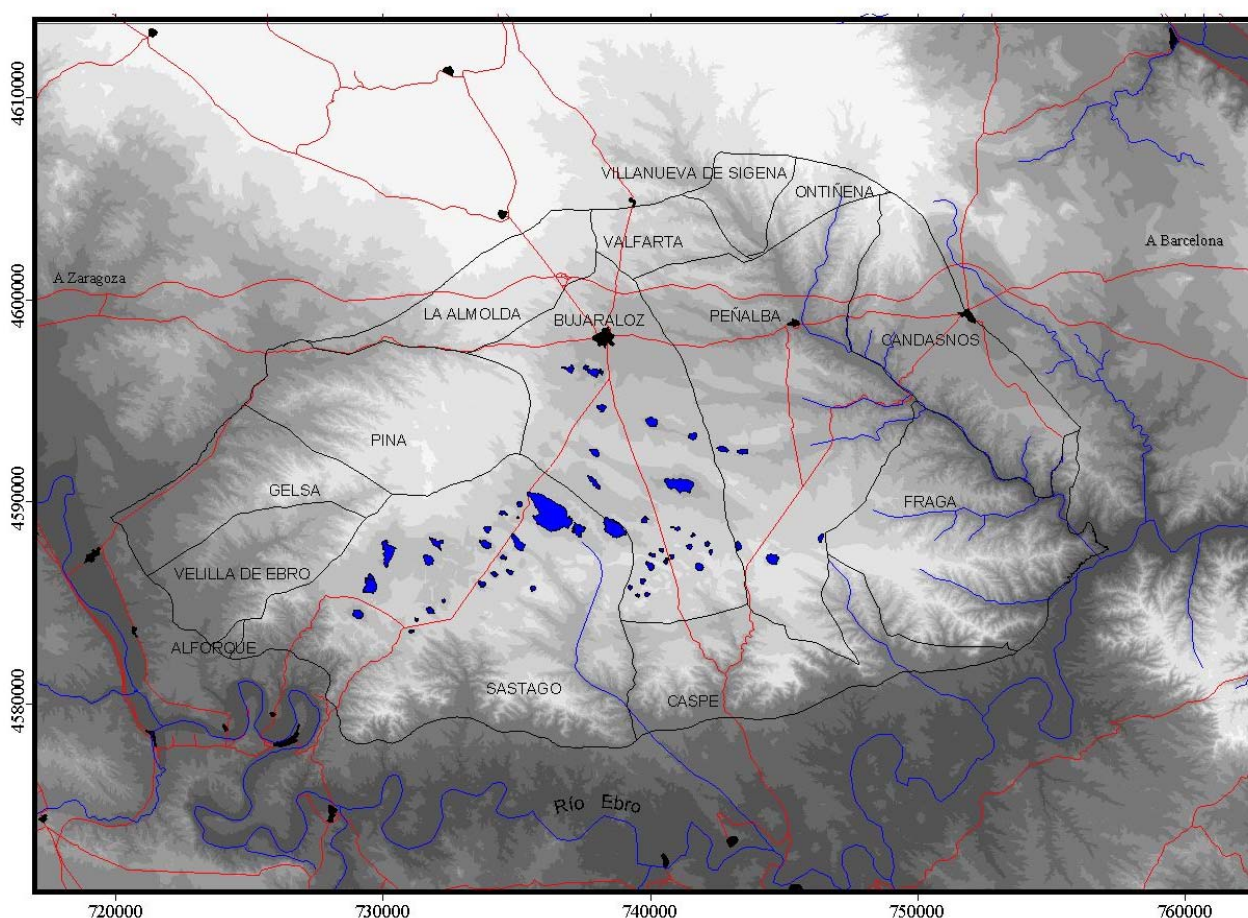 4610000
VILLANUEVA DE SIGENA
ONTIÑENA
VALFARTA
A Barcelona
A Zaragoza
4600000
LA ALMOLDA
BUJARALOZ
PEÑALBA
CANDASNOS
PINA
GELSA
4590000
FRAGA
VELILLA DE EBRO
ALFORQUE
SASTAGO
CASPE
4580000
Río Ebro
720000
730000
740000
750000
760000